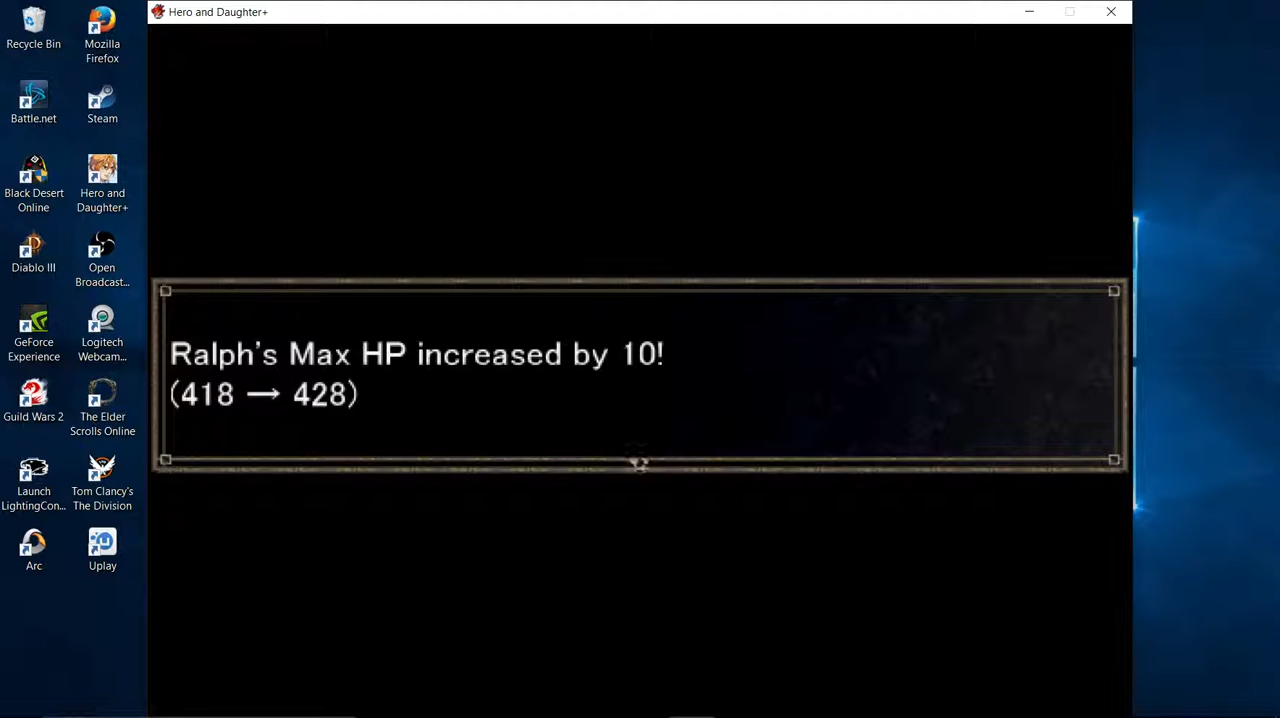 Hero and Daughter+
Recycle Bin
Mozilla
Firefox
Battle.net
Steam
Black Desert
Online
Hero and
Daughter+
Diablo III
Open
Broadcast...
GeForce
Experience
Logitech
Webcam...
Guild Wars 2
The Elder
Scrolls Online
Launch
LightingCon...
Tom Clancy's
The Division
Arc
Uplay
Ralph's Max HP increased by 10!
(418 → 428)